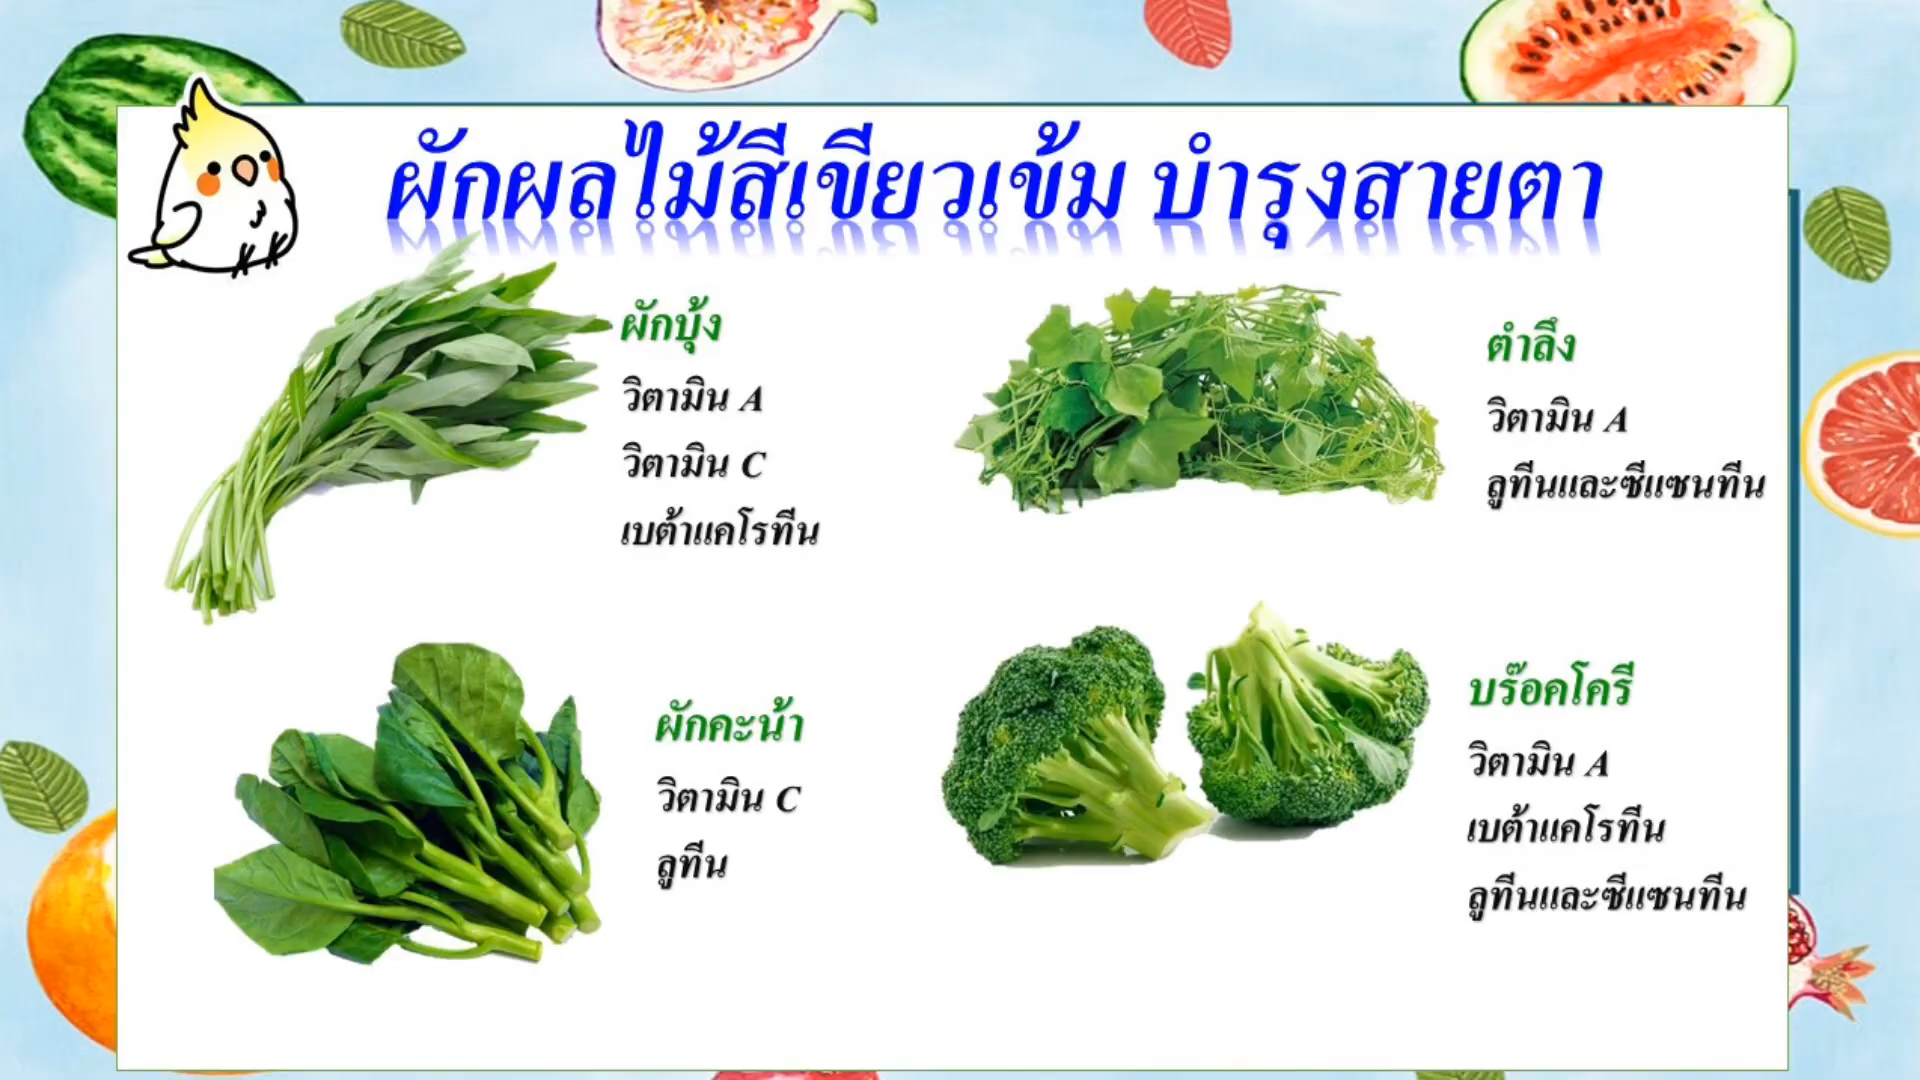 ผักผลไม้สีเขียวเข้ม บำรุงสายตา
ผักบุ้ง
วิตามิน A
วิตามิน C
เบต้าแคโรทีน
ตำลึง
วิตามิน A
ลูทีนและซีแซนทีน
ผักคะน้า
วิตามิน C
ลูทีน
บร๊อคโครี
วิตามิน A
เบต้าแคโรทีน
ลูทีนและซีแซนทีน